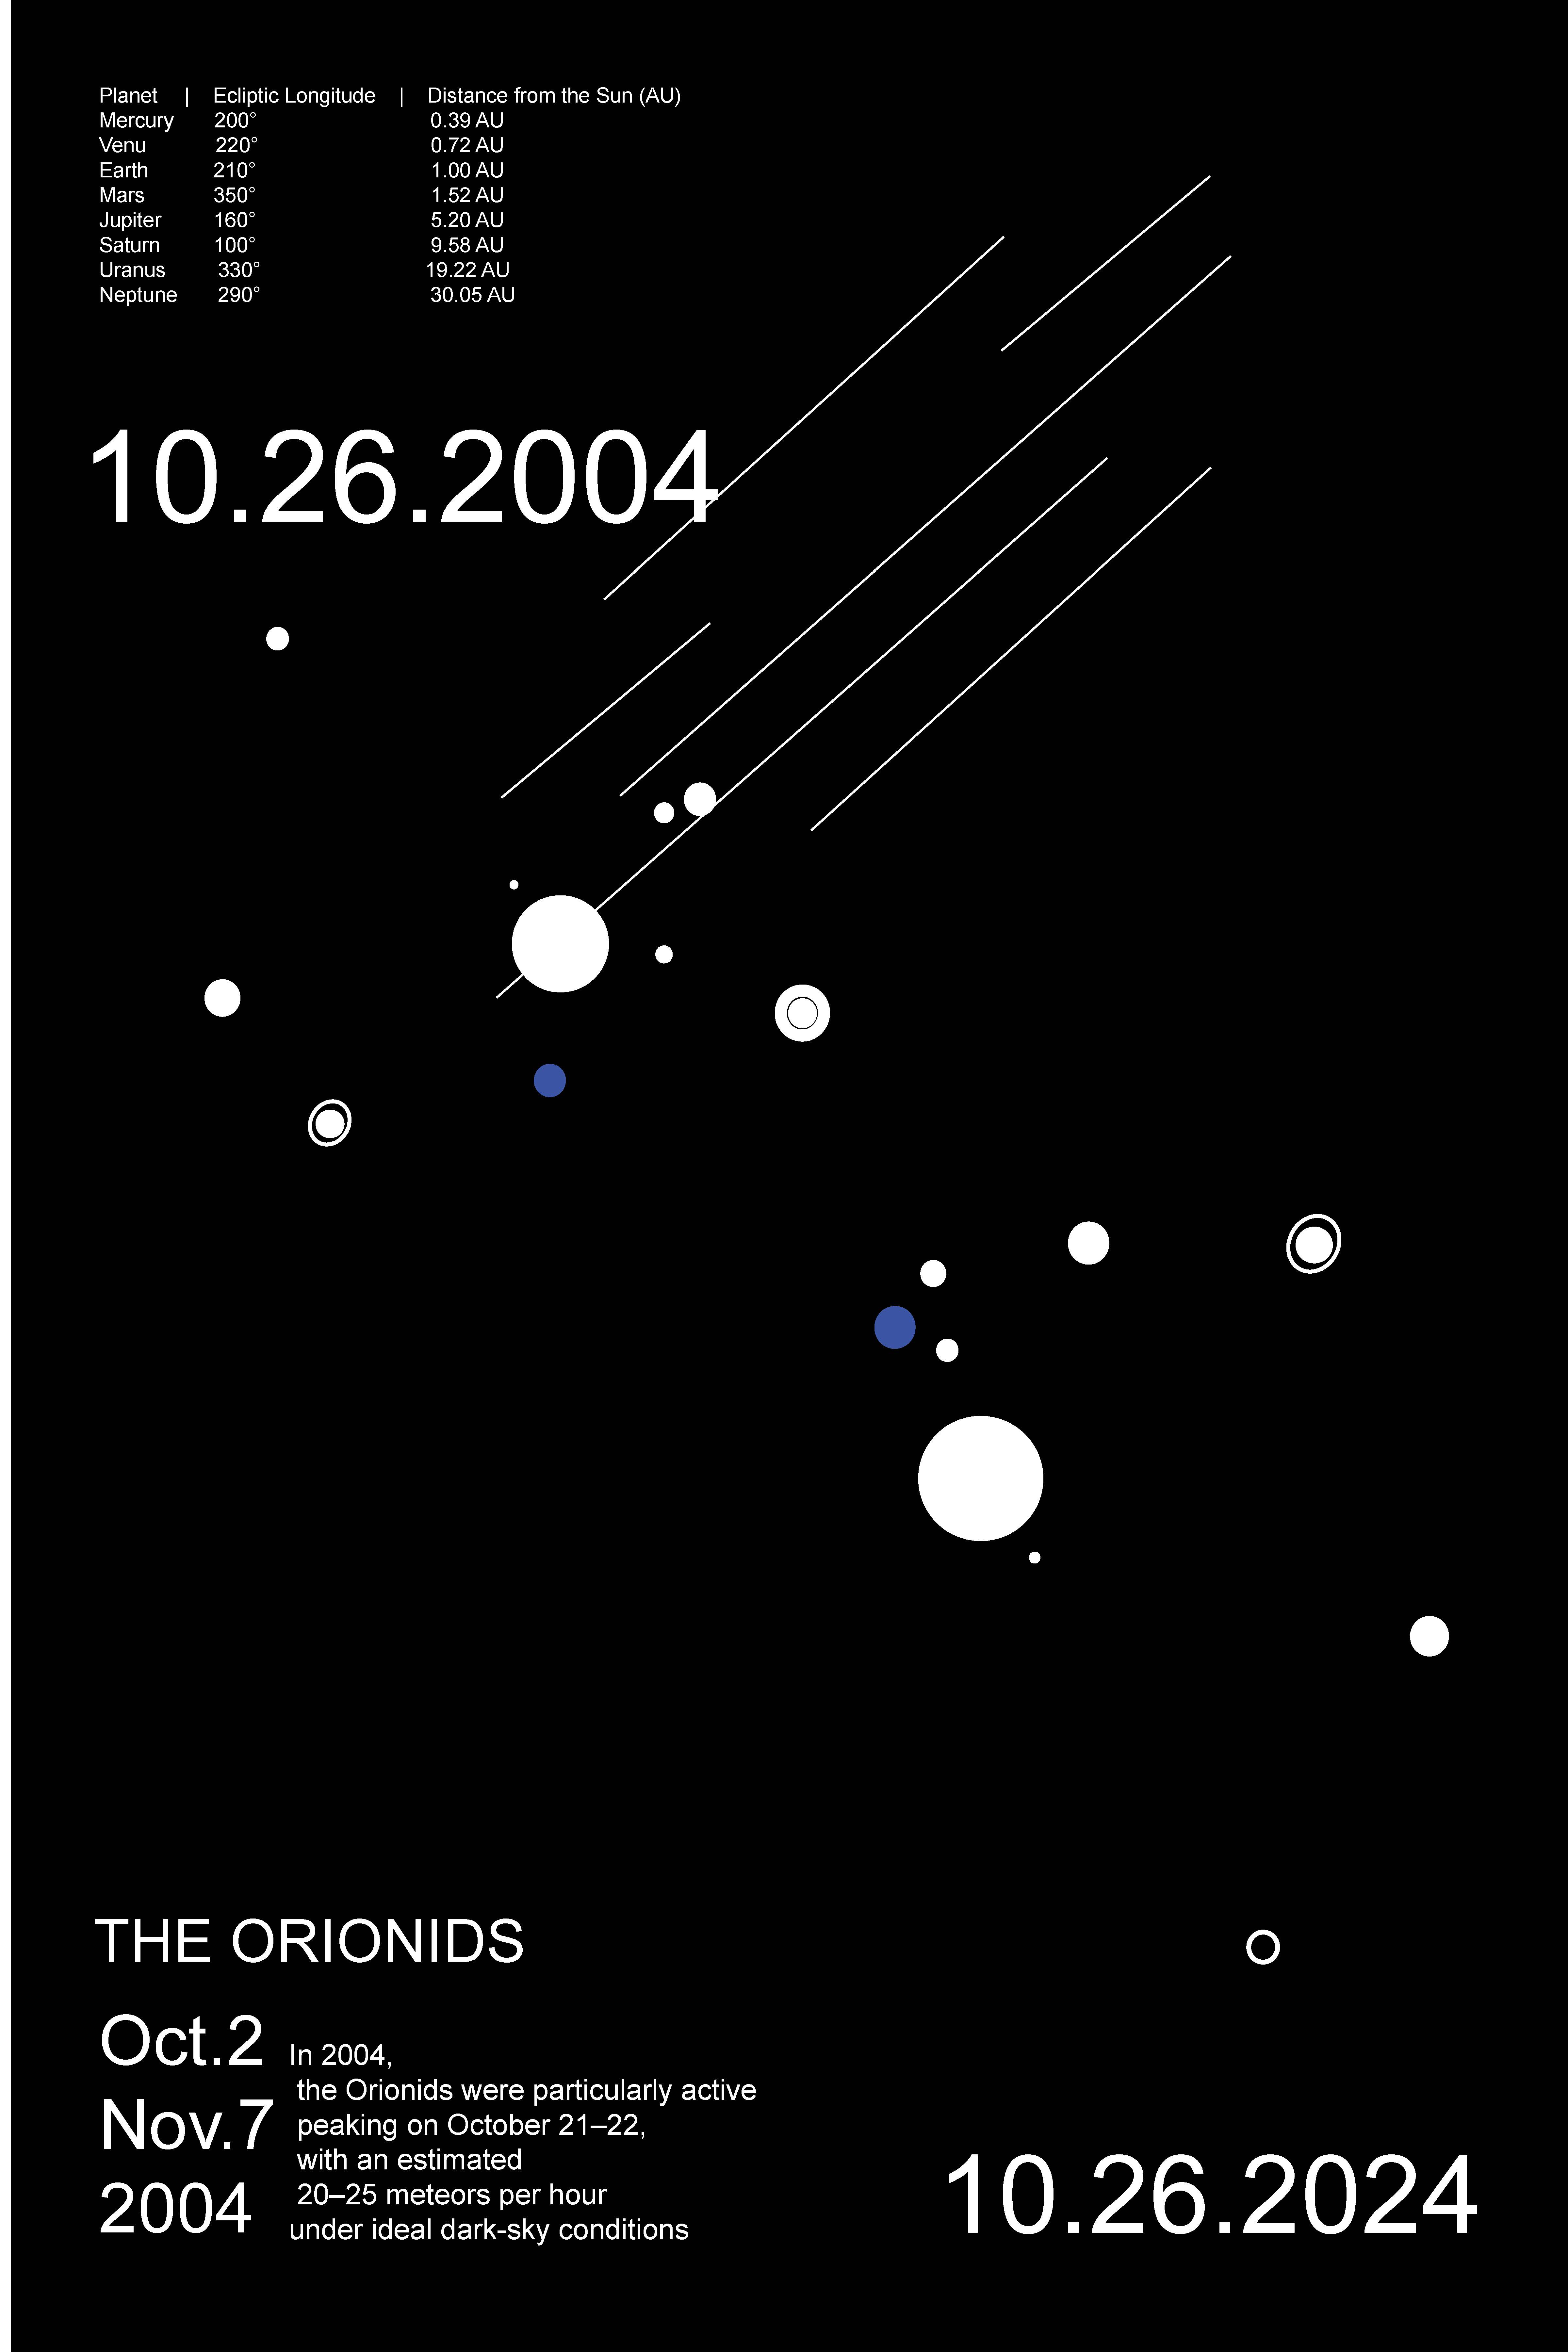 Planet | Ecliptic Longitude | Distance from the Sun (AU)
Mercury 200° 0.39 AU
Venu 220° 0.72 AU
Earth 210° 1.00 AU
Mars 350° 1.52 AU
Jupiter 160° 5.20 AU
Saturn 100° 9.58 AU
Uranus 330° 19.22 AU
Neptune 290° 30.05 AU
10.26.2004
THE ORIONIDS
Oct.2
Nov.7
2004
In 2004,
the Orionids were particularly active
peaking on October 21–22,
with an estimated
20–25 meteors per hour
under ideal dark-sky conditions
10.26.2024